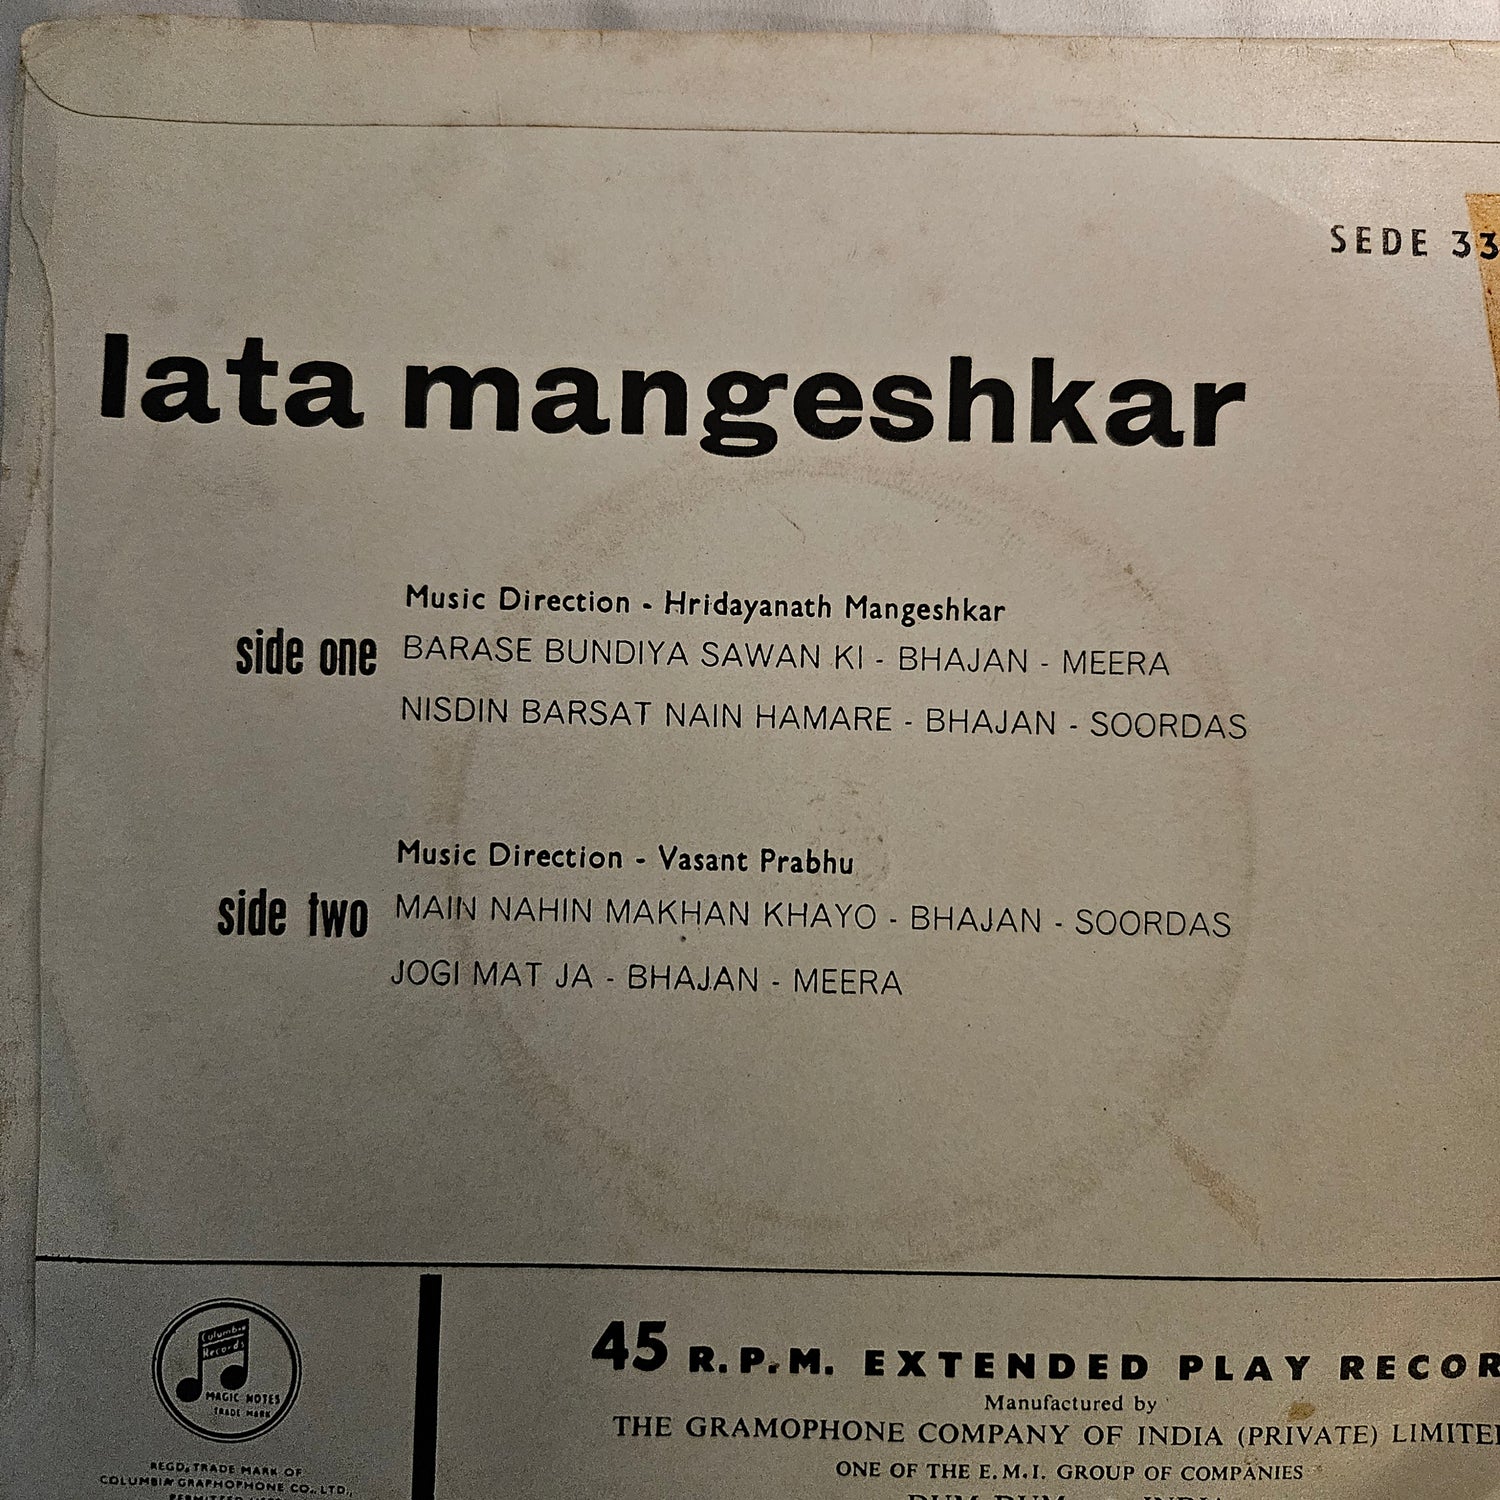 SEDE 33
lata mangeshkar
Music Direction - Hridayanath Mangeshkar
side one BARASE BUNDIYA SAWAN KI - BHAJAN - MEERA
NISDIN BARSAT NAIN HAMARE - BHAJAN - SOORDAS
Music Direction - Vasant Prabhu
side two MAIN NAHIN MAKHAN KHAYO - BHAJAN - SOORDAS
JOGI MAT JA - BHAJAN - MEERA
Columbia
Records
MAGIC NOTES
TRADE MARK
REGD. TRADE MARK OF
COLUMBIA GRAPHOPHONE CO., LTD.,
45 R.P.M. EXTENDED PLAY RECOR
Manufactured by
THE GRAMOPHONE COMPANY OF INDIA (PRIVATE) LIMITE
ONE OF THE E.M.I. GROUP OF COMPANIES